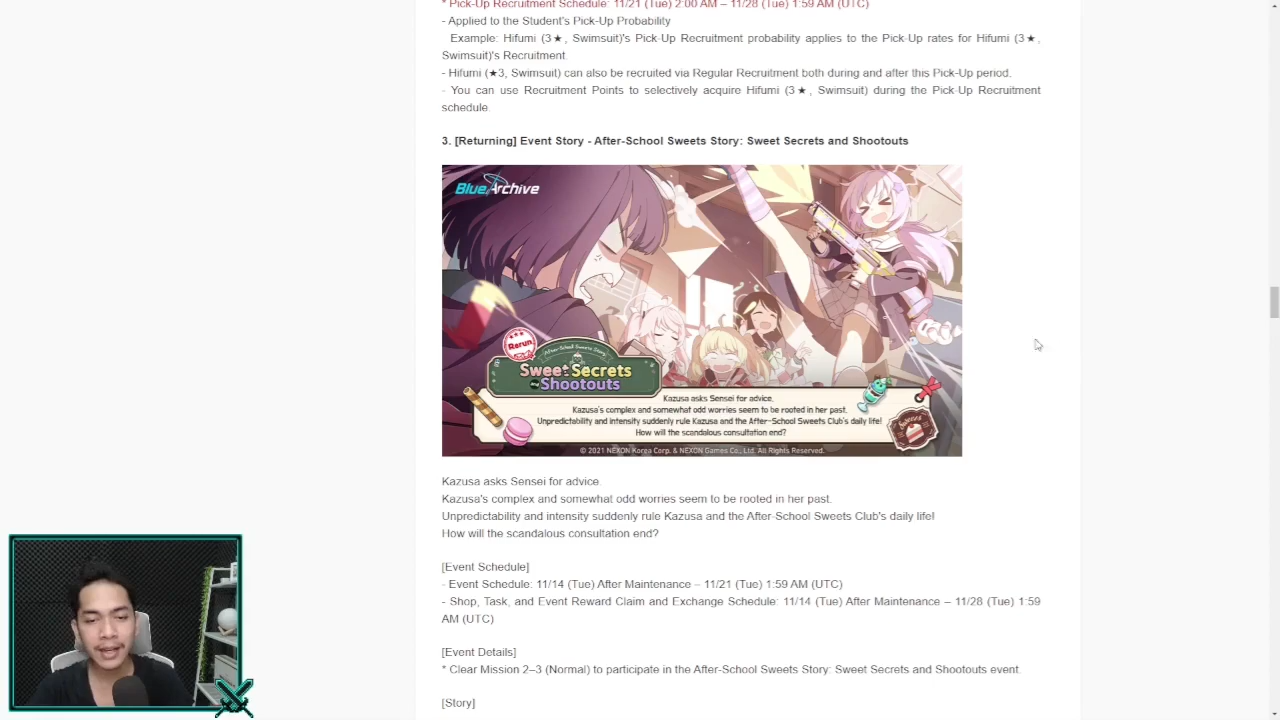 * Pick-Up Recruitment Schedule: 11/21 (Tue) 2:00 AM – 11/28 (Tue) 1:59 AM (UTC)
- Applied to the Student's Pick-Up Probability
Example: Hifumi (3★, Swimsuit)'s Pick-Up Recruitment probability applies to the Pick-Up rates for Hifumi (3★,
Swimsuit)'s Recruitment.
- Hifumi (★3, Swimsuit) can also be recruited via Regular Recruitment both during and after this Pick-Up period.
- You can use Recruitment Points to selectively acquire Hifumi (3★, Swimsuit) during the Pick-Up Recruitment
schedule.
3. [Returning] Event Story - After-School Sweets Story: Sweet Secrets and Shootouts
Blue Archive
Rerun
After-School Sweets Story
Sweet Secrets
and Shootouts
Kazusa asks Sensei for advice.
Kazusa's complex and somewhat odd worries seem to be rooted in her past.
Unpredictability and intensity suddenly rule Kazusa and the After-School Sweets Club's daily life!
How will the scandalous consultation end?
© 2021 NEXON Korea Corp. & NEXON Games Co., Ltd. All Rights Reserved.
Kazusa asks Sensei for advice.
Kazusa's complex and somewhat odd worries seem to be rooted in her past.
Unpredictability and intensity suddenly rule Kazusa and the After-School Sweets Club's daily life!
How will the scandalous consultation end?
[Event Schedule]
- Event Schedule: 11/14 (Tue) After Maintenance – 11/21 (Tue) 1:59 AM (UTC)
- Shop, Task, and Event Reward Claim and Exchange Schedule: 11/14 (Tue) After Maintenance – 11/28 (Tue) 1:59
AM (UTC)
[Event Details]
* Clear Mission 2–3 (Normal) to participate in the After-School Sweets Story: Sweet Secrets and Shootouts event.
[Story]